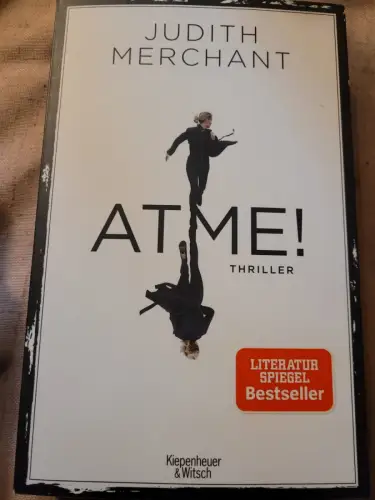 JUDITH
MERCHANT
ATME!
THRILLER
LITERATUR
SPIEGEL
Bestseller
Kiepenheuer
& Witsch